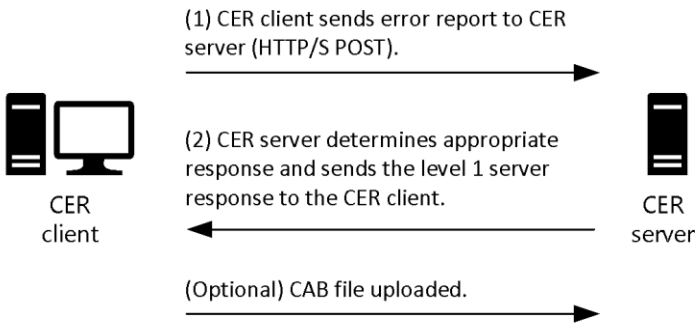 (1) CER client sends error report to CER
server (HTTP/S POST).
(2) CER server determines appropriate
response and sends the level 1 server
response to the CER client.
CER
client
CER
server
(Optional) CAB file uploaded.